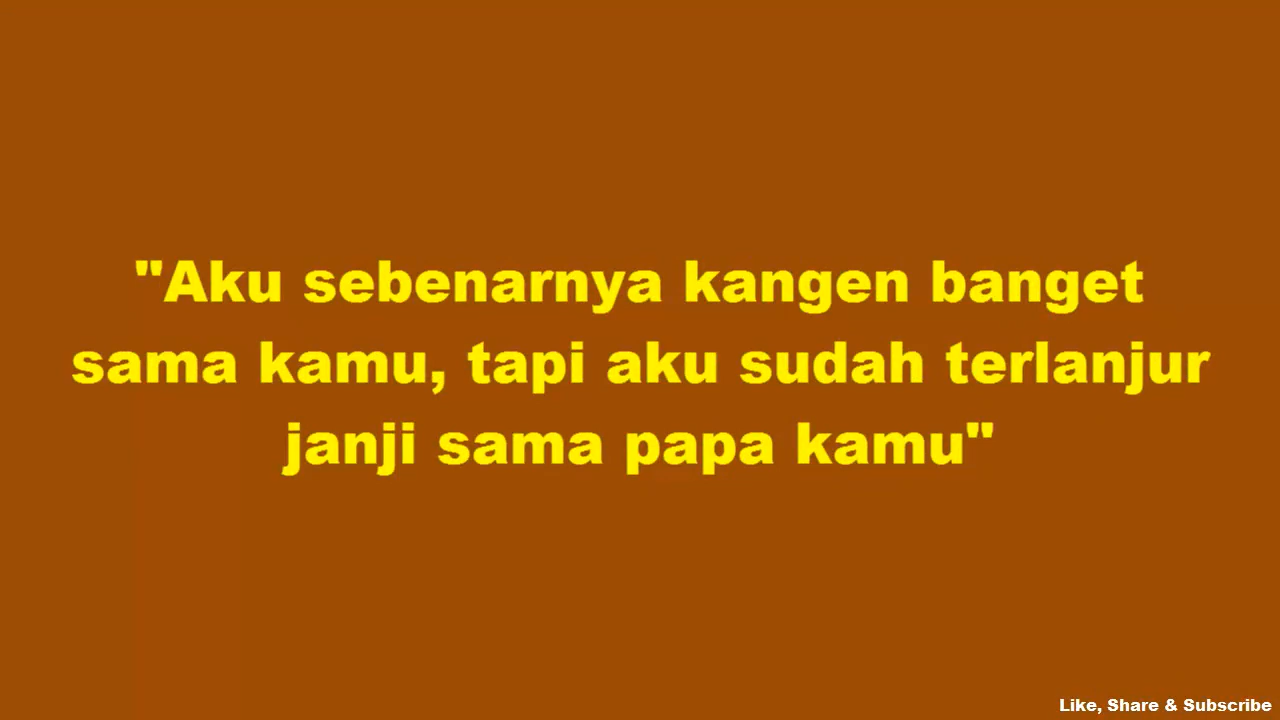 "Aku sebenarnya kangen banget
sama kamu, tapi aku sudah terlanjur
janji sama papa kamu"
Like, Share & Subscribe